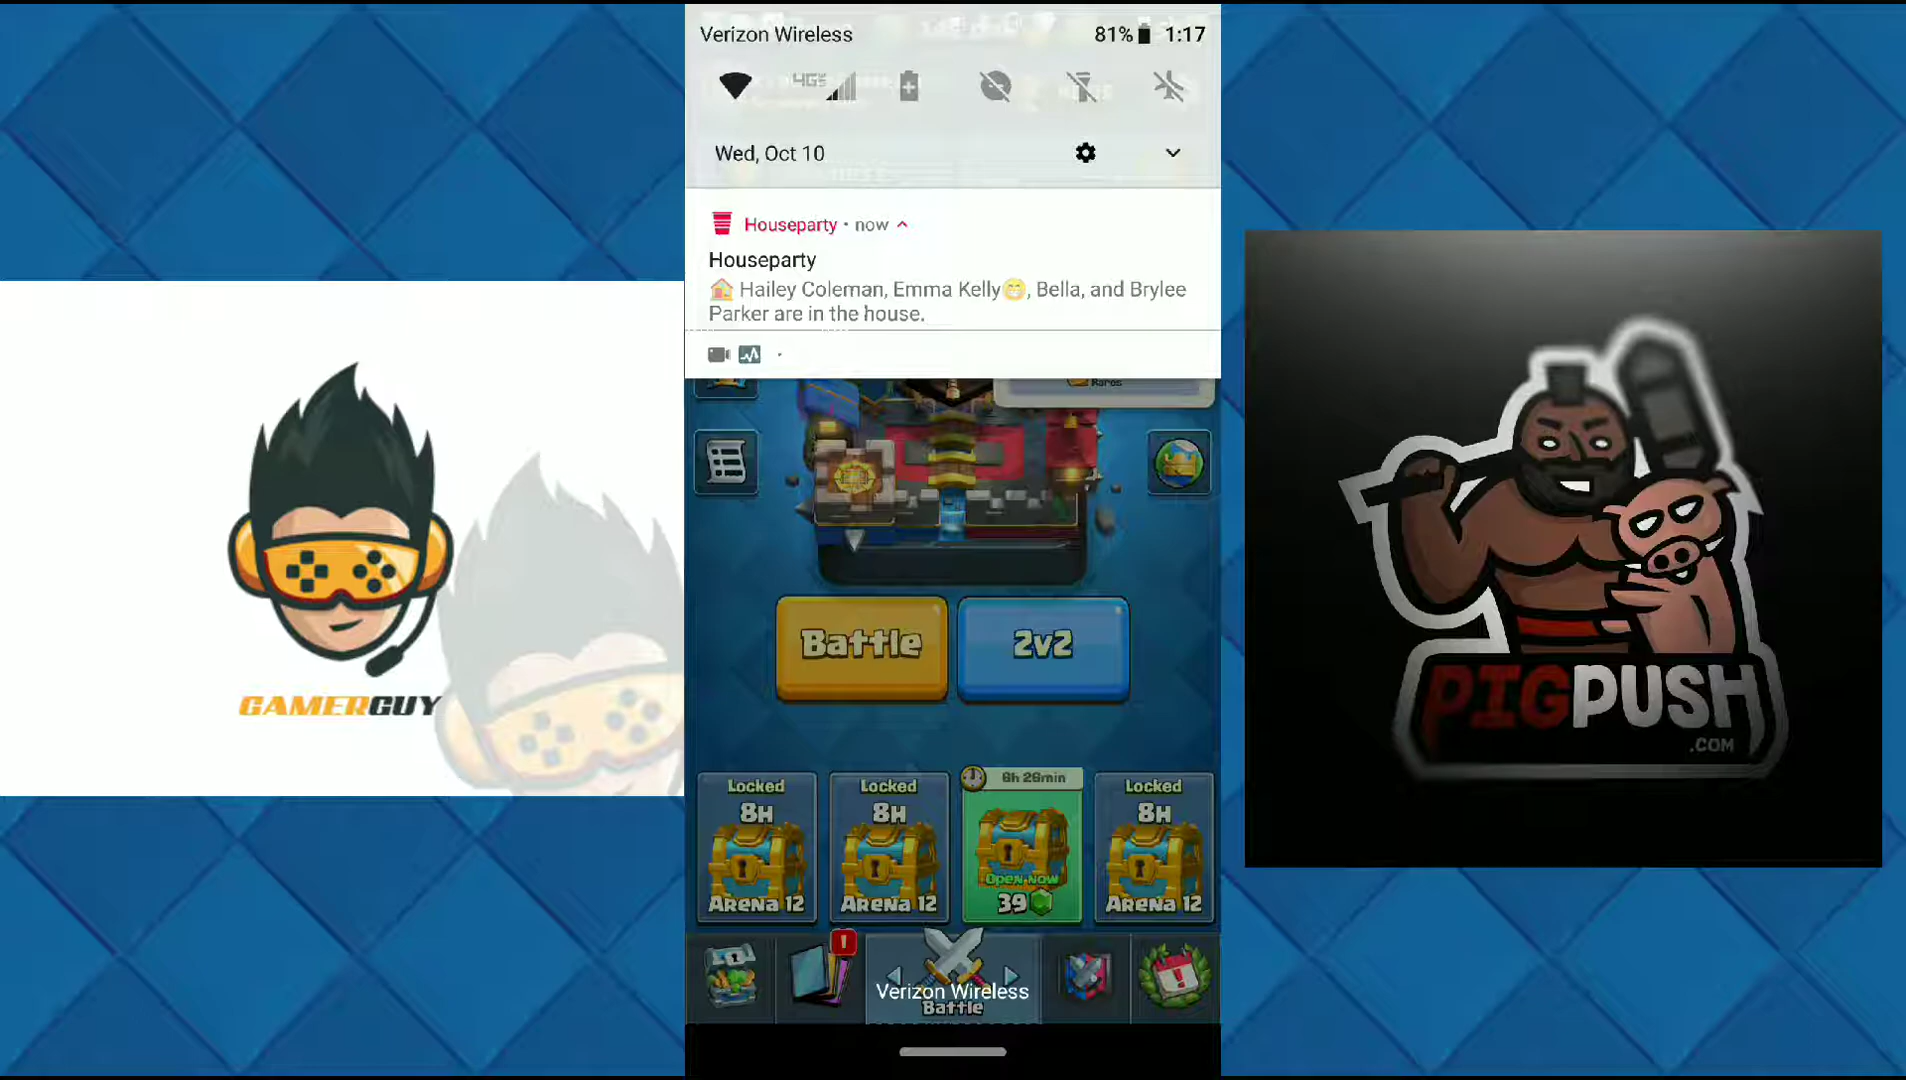 Verizon Wireless
81% 1:17
4G
Wed, Oct 10
Houseparty · now
Houseparty
🏠 Hailey Coleman, Emma Kelly😁, Bella, and Brylee
Parker are in the house.
Rares
Battle
2v2
GAMERGUY
PIGPUSH
.COM
Locked
8H
Arena 12
Locked
8H
Arena 12
6h 26min
Open Now
39
Locked
8H
Arena 12
!
!
Verizon Wireless
Battle